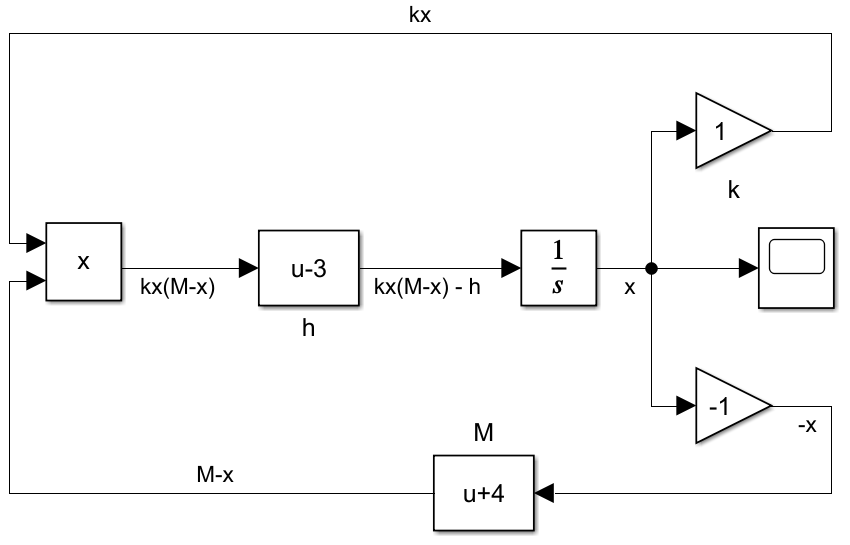 kx
1
k
x
kx(M-x)
u-3
h
kx(M-x) - h
1
s
x
-1
-x
M
u+4
M-x